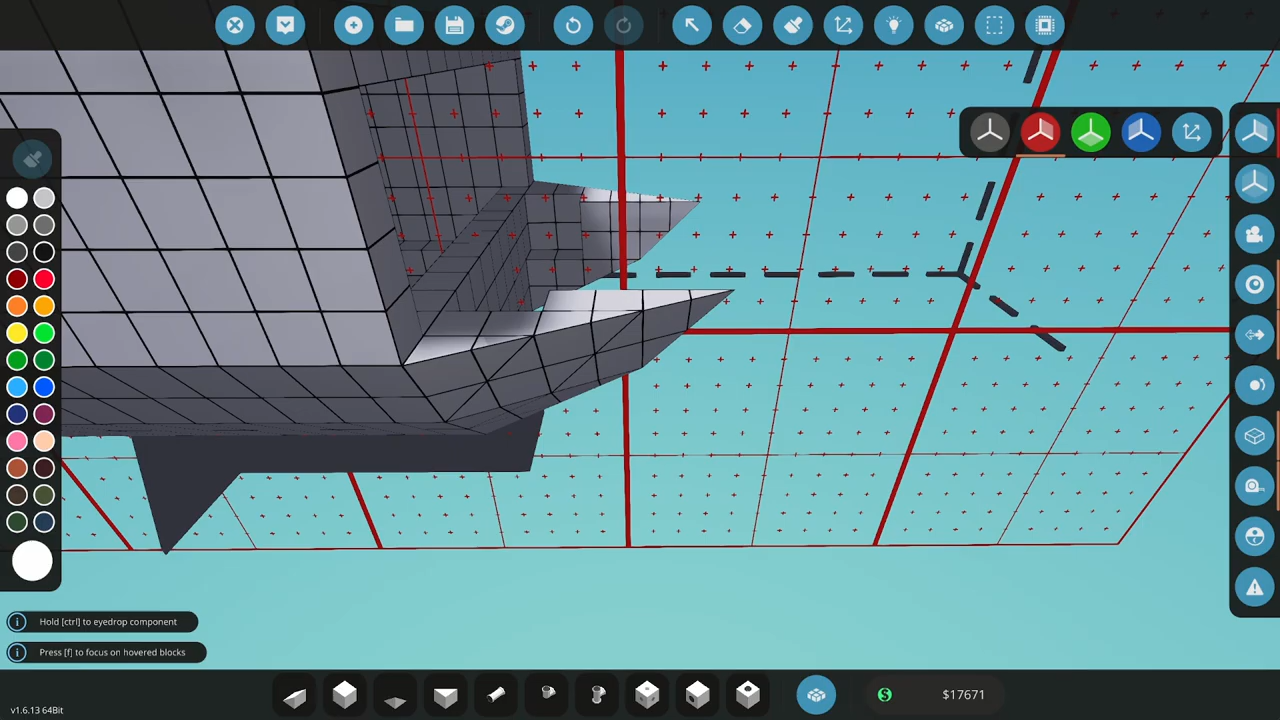 Hold [ctrl] to eyedrop component
Press [f] to focus on hovered blocks
$ $17671
v1.6.13 64Bit